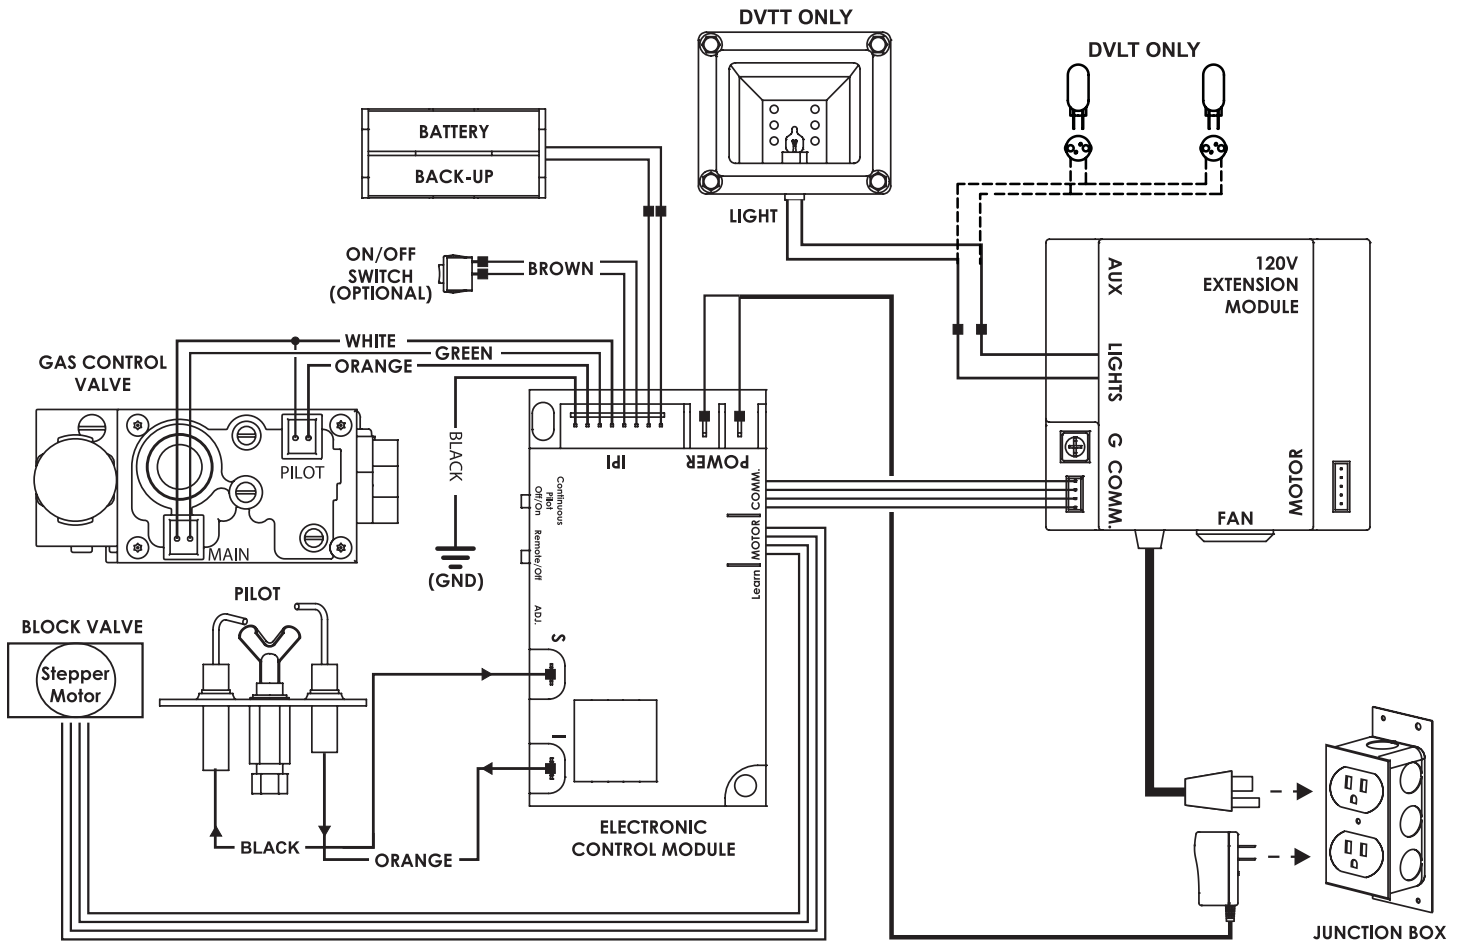 DVTT ONLY
DVLT ONLY
BATTERY
BACK-UP
LIGHT
ON/OFF
SWITCH
(OPTIONAL)
BROWN
120V
EXTENSION
MODULE
AUX
LIGHTS
G
COMM.
MOTOR
FAN
WHITE
GREEN
ORANGE
GAS CONTROL
VALVE
BLACK
PILOT
MAIN
(GND)
IPI
POWER
Continuous
Pilot
Off/On
Remote/Off
ADJ.
COMM.
MOTOR
Learn
S
I
PILOT
BLOCK VALVE
Stepper
Motor
BLACK
ORANGE
ELECTRONIC
CONTROL MODULE
JUNCTION BOX